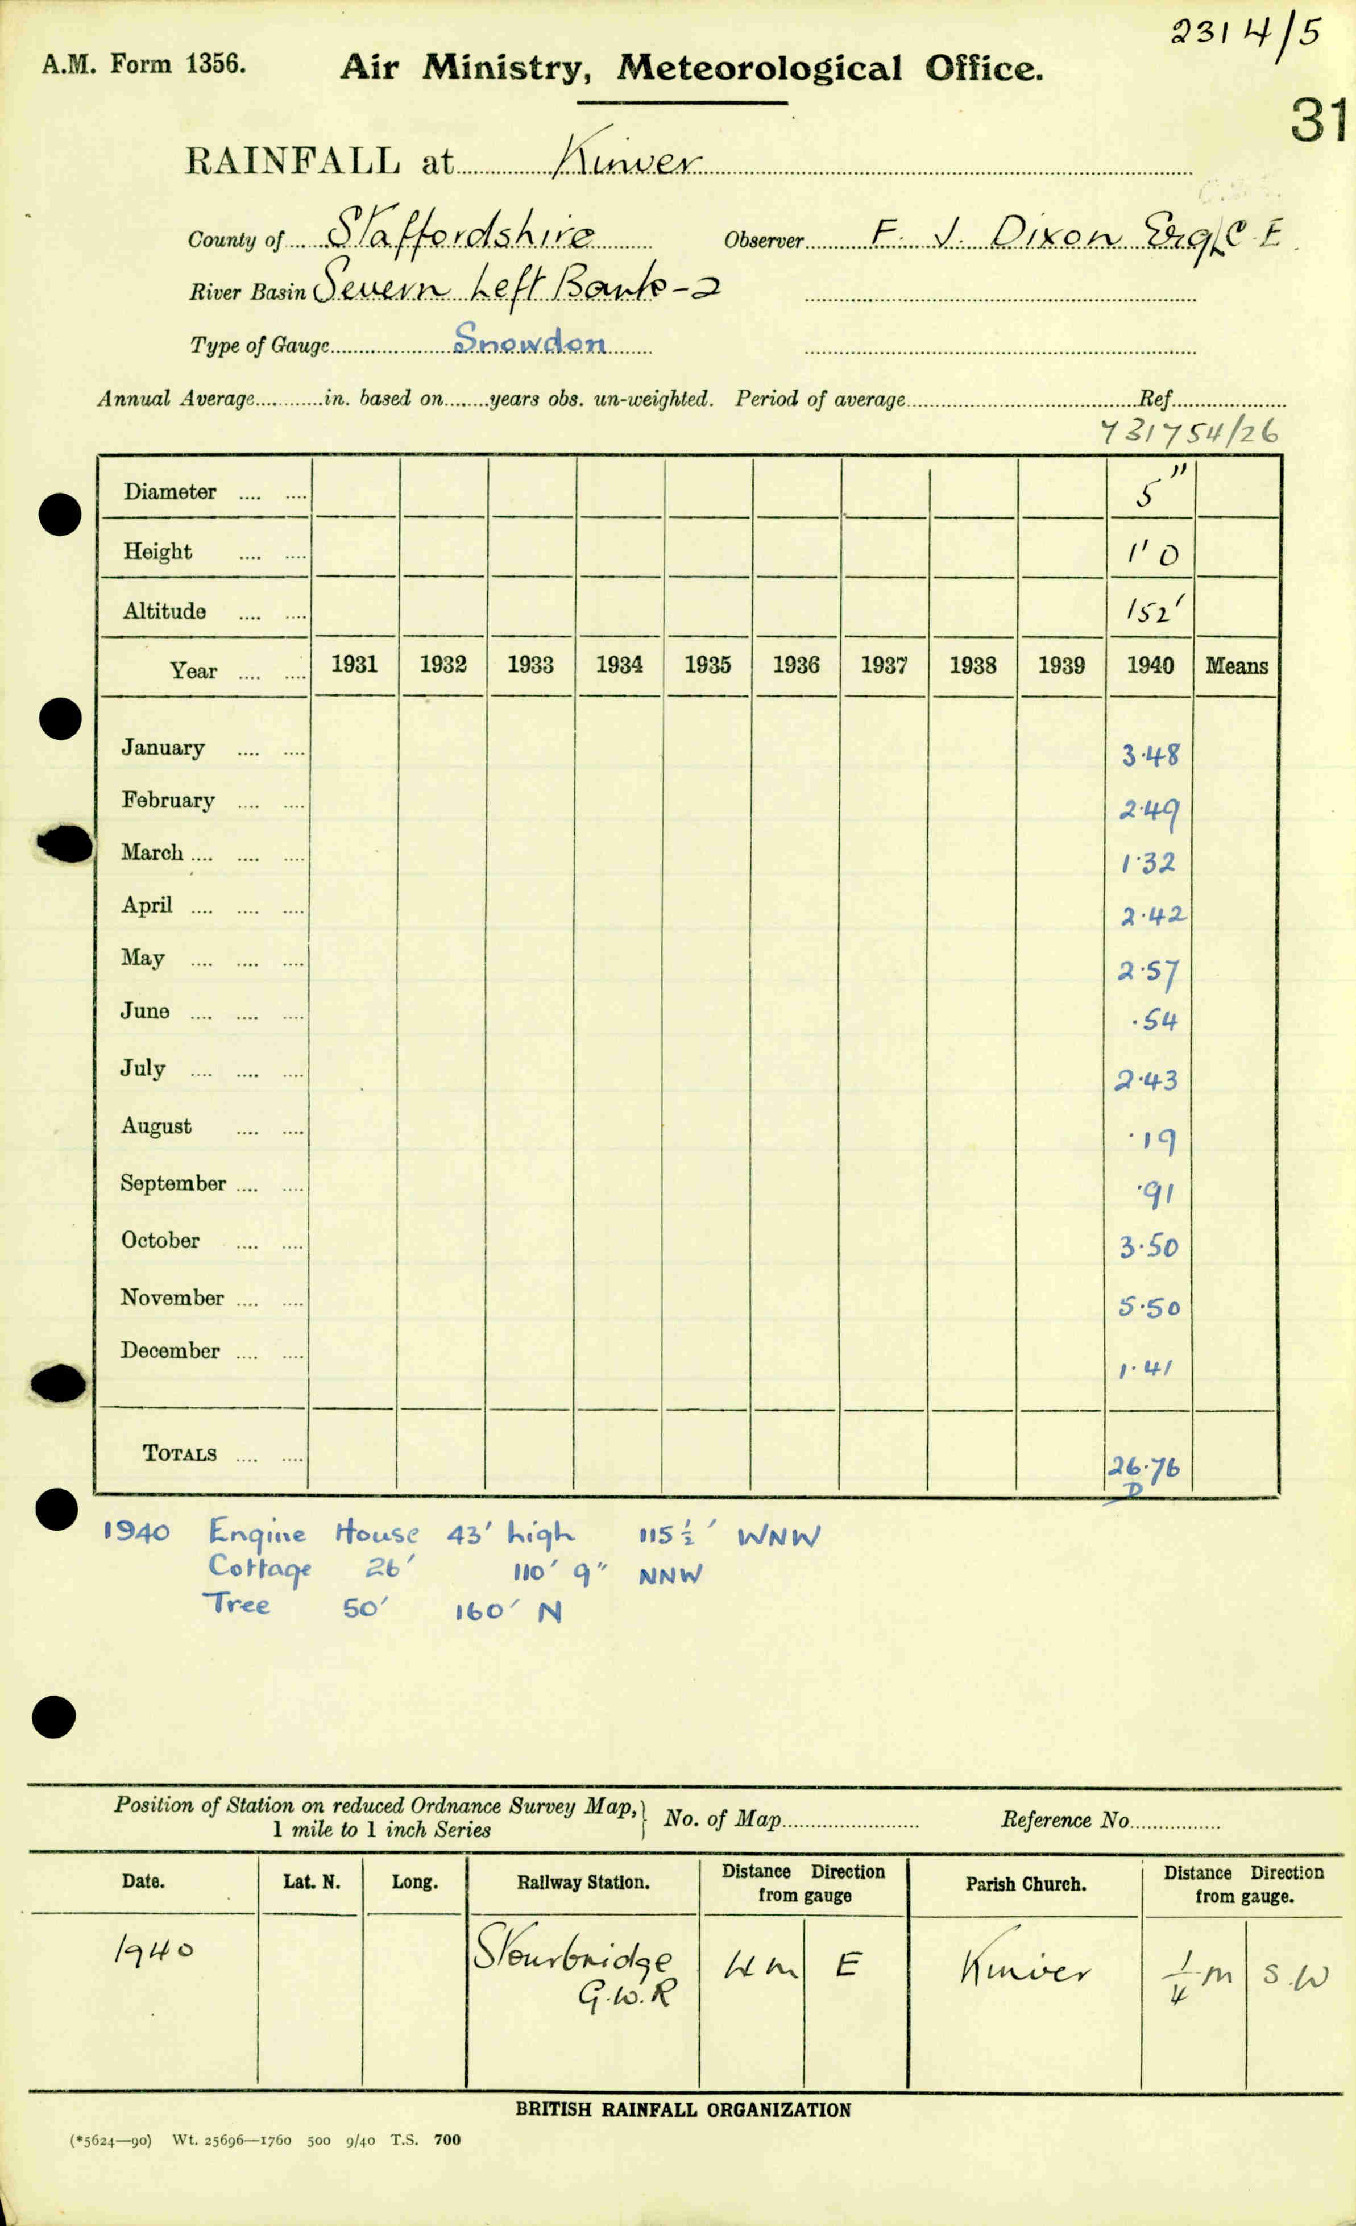 2314/5
A.M. Form 1356. Air Ministry, Meteorological Office.
31
RAINFALL at Kinver
County of Staffordshire Observer F. J. Dixon Esq C.E.
River Basin Severn Left Bank - 2
Type of Gauge Snowdon
Annual Average in. based on years obs. un-weighted. Period of average Ref
731754/26
Diameter 5"
Height 1' 0
Altitude 152'
Year 1931 1932 1933 1934 1935 1936 1937 1938 1939 1940 Means
January 3.48
February 2.49
March 1.32
April 2.42
May 2.57
June .54
July 2.43
August .19
September .91
October 3.50
November 5.50
December 1.41
TOTALS 26.76
D
1940 Engine House 43' high 115½' WNW
Cottage 26' 110' 9" NNW
Tree 50' 160' N
Position of Station on reduced Ordnance Survey Map, 1 mile to 1 inch Series } No. of Map Reference No.
Date. Lat. N. Long. Railway Station. Distance Direction from gauge Parish Church. Distance Direction from gauge.
1940 Stourbridge G.W.R 4 m E Kinver ¼ m S.W
BRITISH RAINFALL ORGANIZATION
(*5624—90) Wt. 25696—1760 500 9/40 T.S. 700